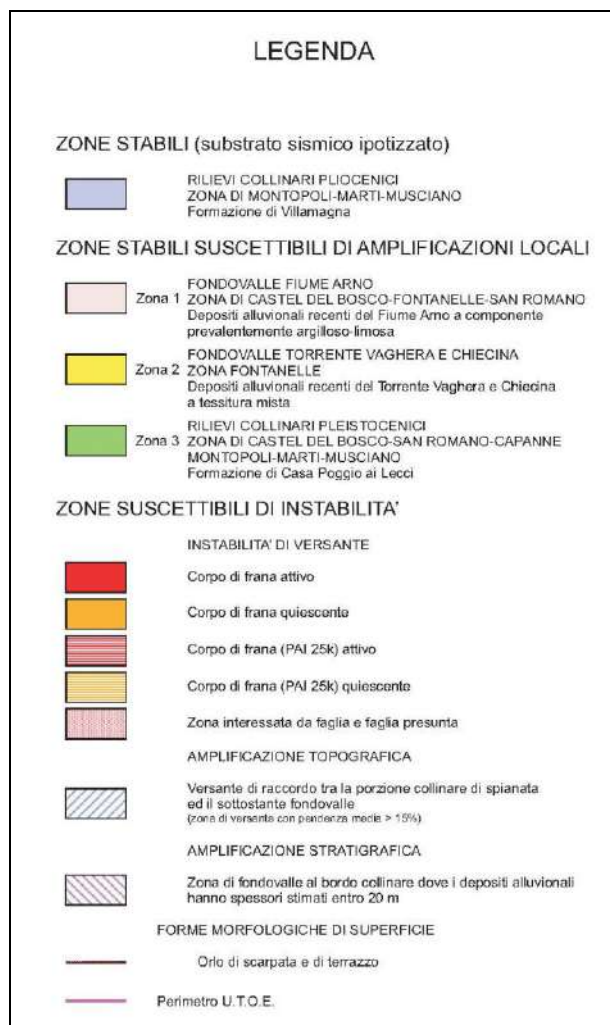 LEGENDA
ZONE STABILI (substrato sismico ipotizzato)
RILIEVI COLLINARI PLIOCENICI
ZONA DI MONTOPOLI-MARTI-MUSCIANO
Formazione di Villamagna
ZONE STABILI SUSCETTIBILI DI AMPLIFICAZIONI LOCALI
Zona 1
FONDOVALLE FIUME ARNO
ZONA DI CASTEL DEL BOSCO-FONTANELLE-SAN ROMANO
Depositi alluvionali recenti del Fiume Arno a componente
prevalentemente argilloso-limosa
Zona 2
FONDOVALLE TORRENTE VAGHERA E CHIECINA
ZONA FONTANELLE
Depositi alluvionali recenti del Torrente Vaghera e Chiecina
a tessitura mista
Zona 3
RILIEVI COLLINARI PLEISTOCENICI
ZONA DI CASTEL DEL BOSCO-SAN ROMANO-CAPANNE
MONTOPOLI-MARTI-MUSCIANO
Formazione di Casa Poggio ai Lecci
ZONE SUSCETTIBILI DI INSTABILITA'
INSTABILITA' DI VERSANTE
Corpo di frana attivo
Corpo di frana quiescente
Corpo di frana (PAI 25k) attivo
Corpo di frana (PAI 25k) quiescente
Zona interessata da faglia e faglia presunta
AMPLIFICAZIONE TOPOGRAFICA
Versante di raccordo tra la porzione collinare di spianata
ed il sottostante fondovalle
(zona di versante con pendenza media > 15%)
AMPLIFICAZIONE STRATIGRAFICA
Zona di fondovalle al bordo collinare dove i depositi alluvionali
hanno spessori stimati entro 20 m
FORME MORFOLOGICHE DI SUPERFICIE
Orlo di scarpata e di terrazzo
Perimetro U.T.O.E.